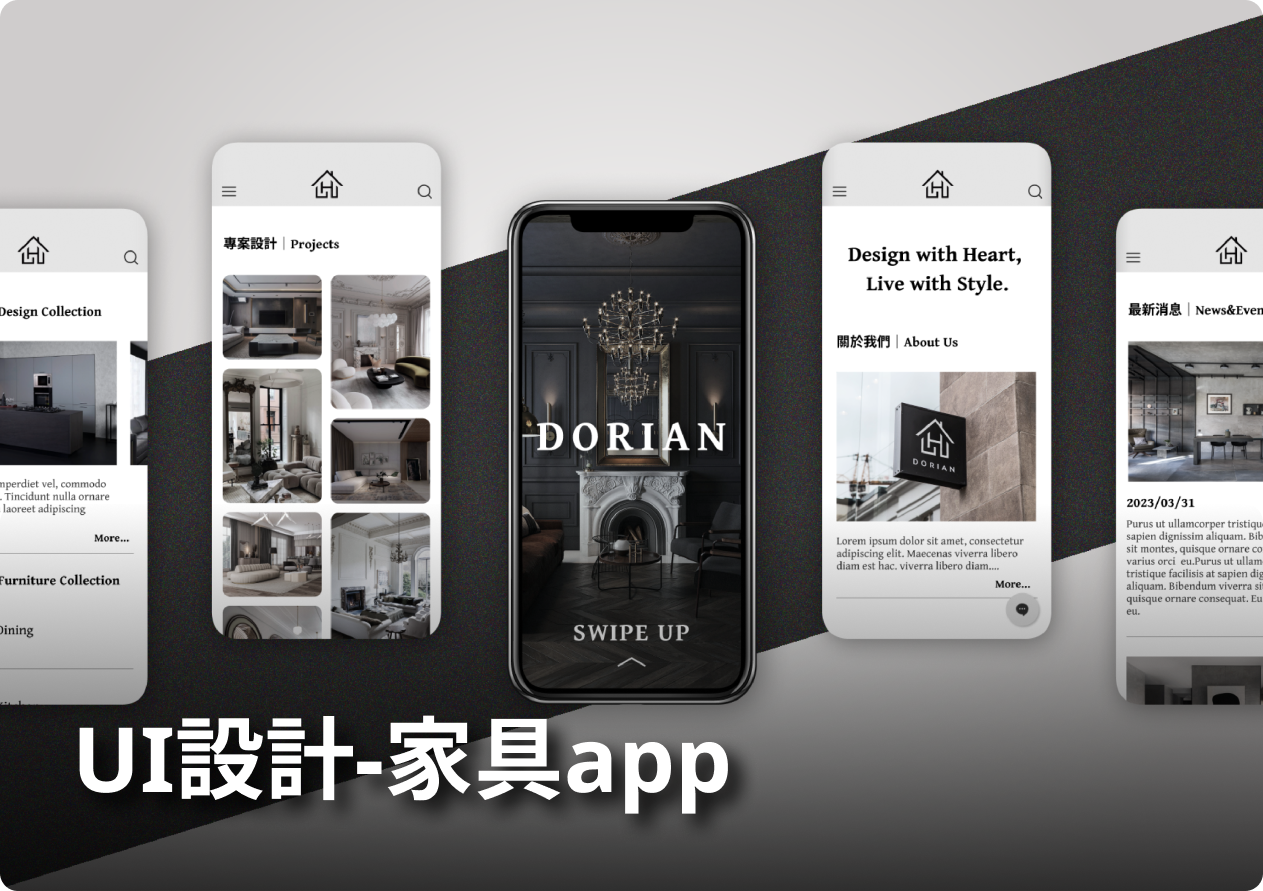 Design Collection
mperdiet vel, commodo
. Tincidunt nulla ornare
laoreet adipiscing
More...
Furniture Collection
Dining
專案設計｜Projects
DORIAN
SWIPE UP
Design with Heart,
Live with Style.
關於我們｜About Us
DORIAN
Lorem ipsum dolor sit amet, consectetur
adipiscing elit. Maecenas viverra libero
diam est hac. viverra libero diam....
More...
最新消息｜News&Even
2023/03/31
Purus ut ullamcorper tristique
sapien dignissim aliquam. Bib
sit montes, quisque ornare co
varius orci eu.Purus ut ullam
tristique facilisis at sapien dig
aliquam. Bibendum viverra si
quisque ornare consequat. Eu
eu.
UI設計-家具app